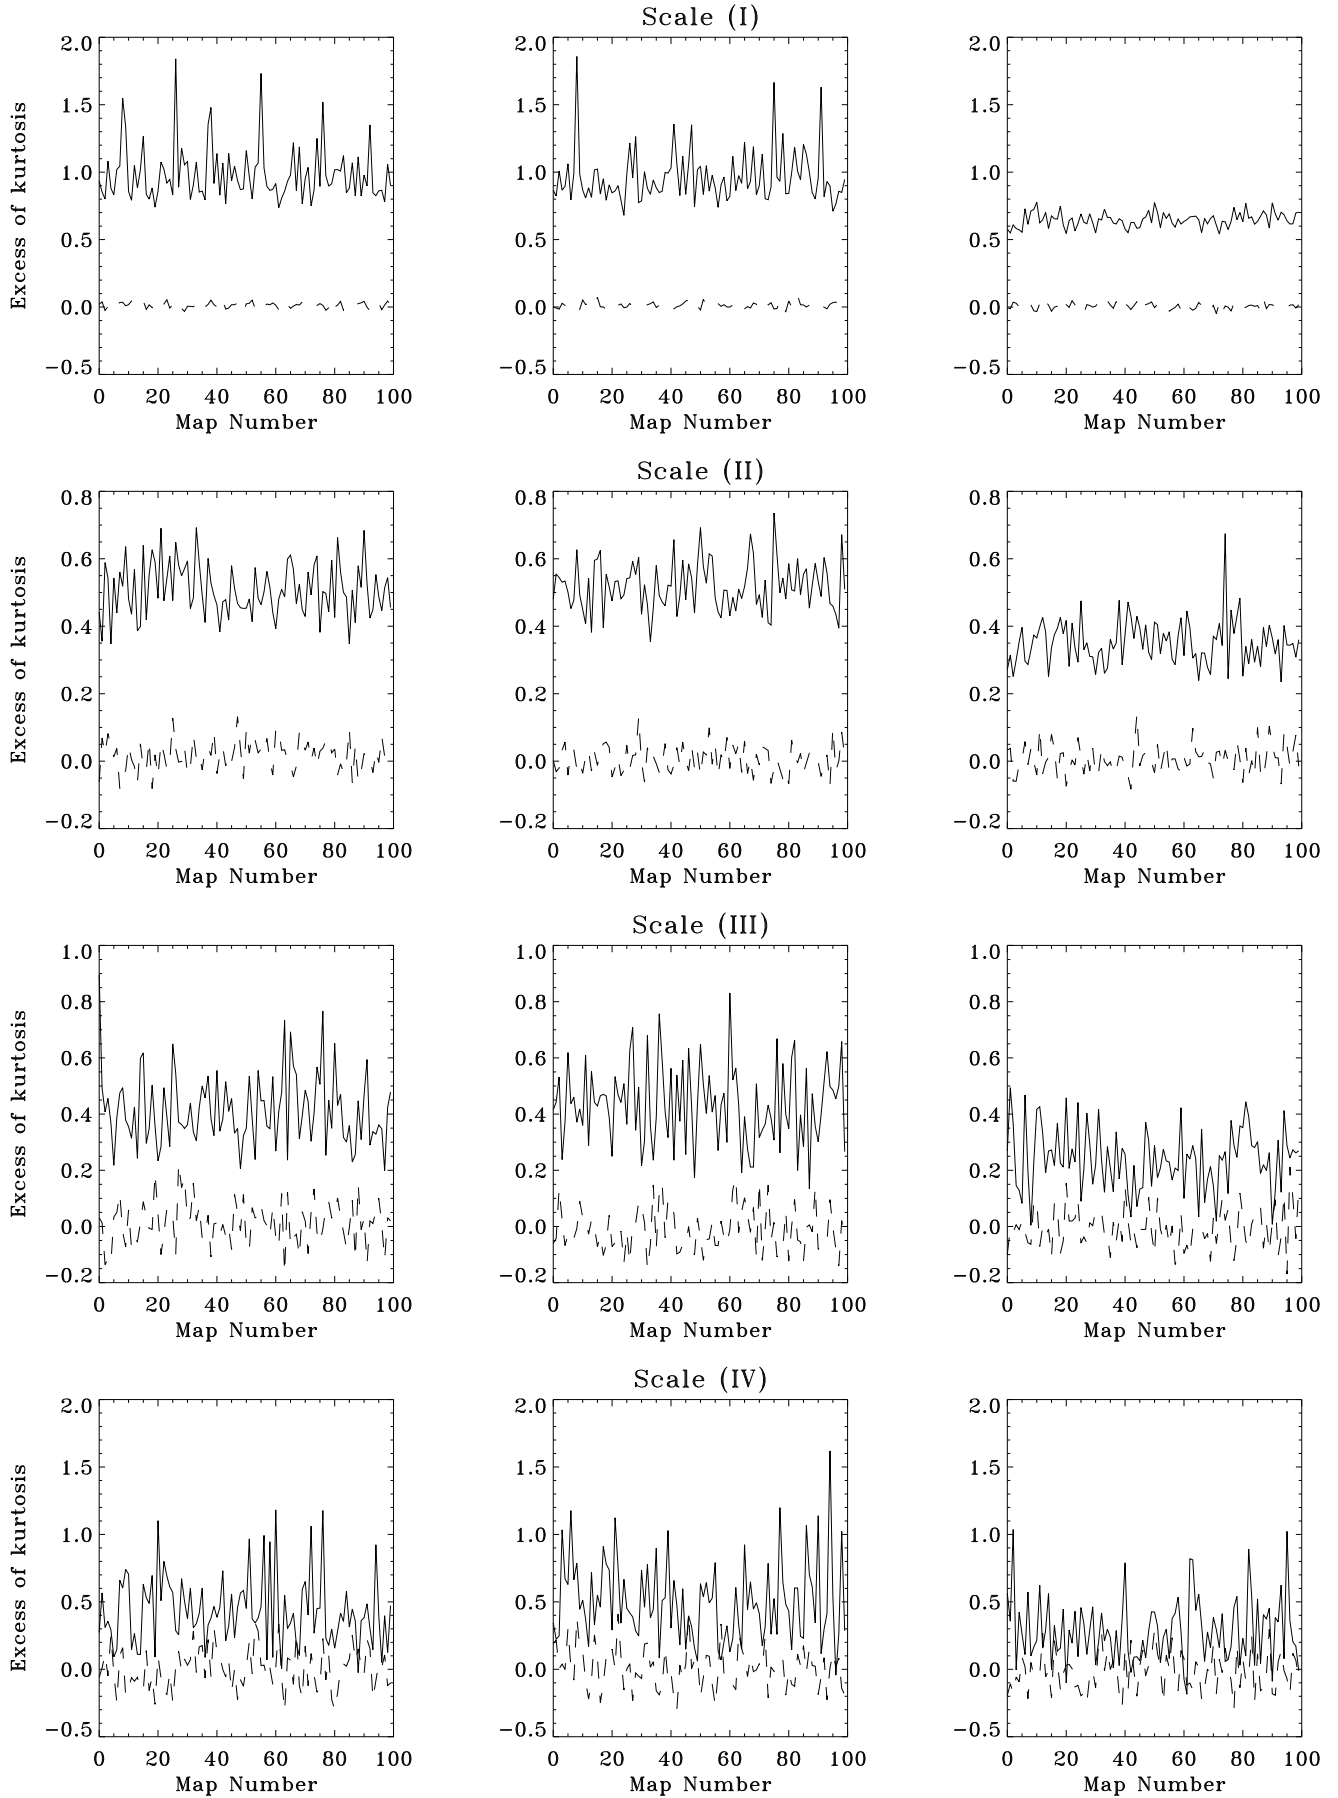 Scale (I)
2.0 2.0 2.0
1.5 1.5 1.5
1.0 1.0 1.0
0.5 0.5 0.5
0.0 0.0 0.0
−0.5 −0.5 −0.5
Excess of kurtosis
0 20 40 60 80 100 0 20 40 60 80 100 0 20 40 60 80 100
Map Number Map Number Map Number
Scale (II)
0.8 0.8 0.8
0.6 0.6 0.6
0.4 0.4 0.4
0.2 0.2 0.2
0.0 0.0 0.0
−0.2 −0.2 −0.2
Excess of kurtosis
0 20 40 60 80 100 0 20 40 60 80 100 0 20 40 60 80 100
Map Number Map Number Map Number
Scale (III)
1.0 1.0 1.0
0.8 0.8 0.8
0.6 0.6 0.6
0.4 0.4 0.4
0.2 0.2 0.2
0.0 0.0 0.0
−0.2 −0.2 −0.2
Excess of kurtosis
0 20 40 60 80 100 0 20 40 60 80 100 0 20 40 60 80 100
Map Number Map Number Map Number
Scale (IV)
2.0 2.0 2.0
1.5 1.5 1.5
1.0 1.0 1.0
0.5 0.5 0.5
0.0 0.0 0.0
−0.5 −0.5 −0.5
Excess of kurtosis
0 20 40 60 80 100 0 20 40 60 80 100 0 20 40 60 80 100
Map Number Map Number Map Number